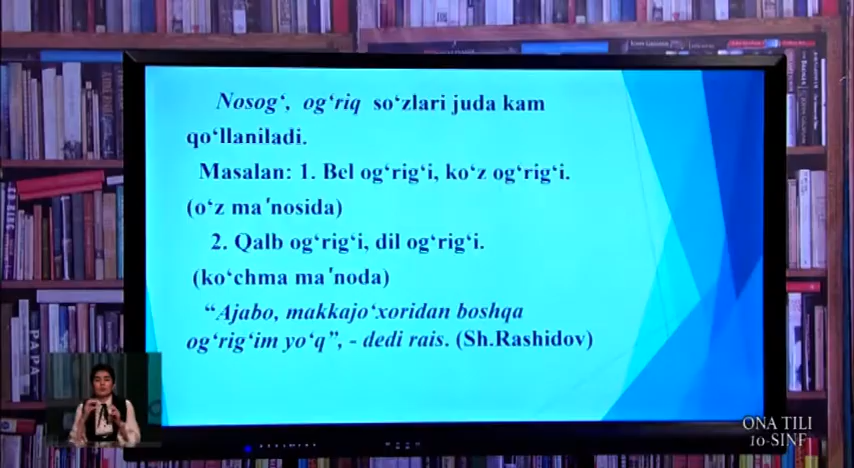 Nosog‘, og‘riq so‘zlari juda kam
qo‘llaniladi.
Masalan: 1. Bel og‘rig‘i, ko‘z og‘rig‘i.
(o‘z ma'nosida)
2. Qalb og‘rig‘i, dil og‘rig‘i.
(ko‘chma ma'noda)
“Ajabo, makkajo‘xoridan boshqa
og‘rig‘im yo‘q”, - dedi rais. (Sh.Rashidov)
PAPA
PAPA
ONA TILI
10-SINF